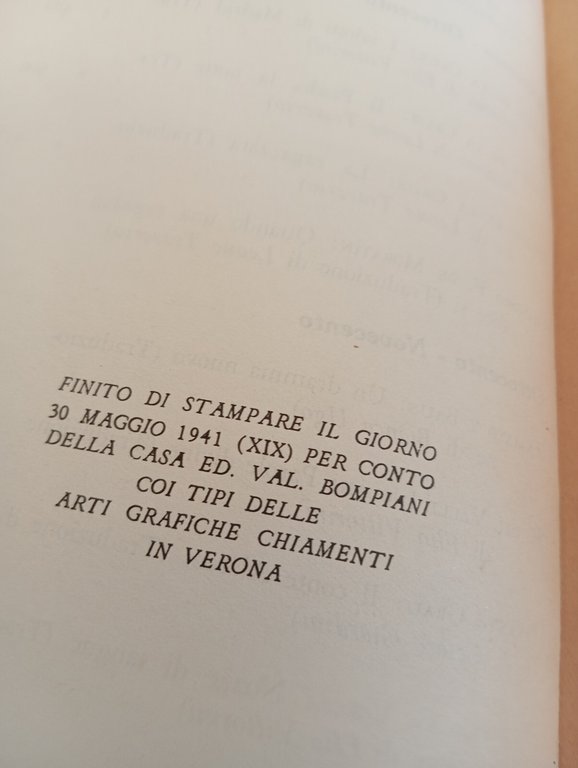 FINITO DI STAMPARE IL GIORNO
30 MAGGIO 1941 (XIX) PER CONTO
DELLA CASA ED. VAL. BOMPIANI
COI TIPI DELLE
ARTI GRAFICHE CHIAMENTI
IN VERONA